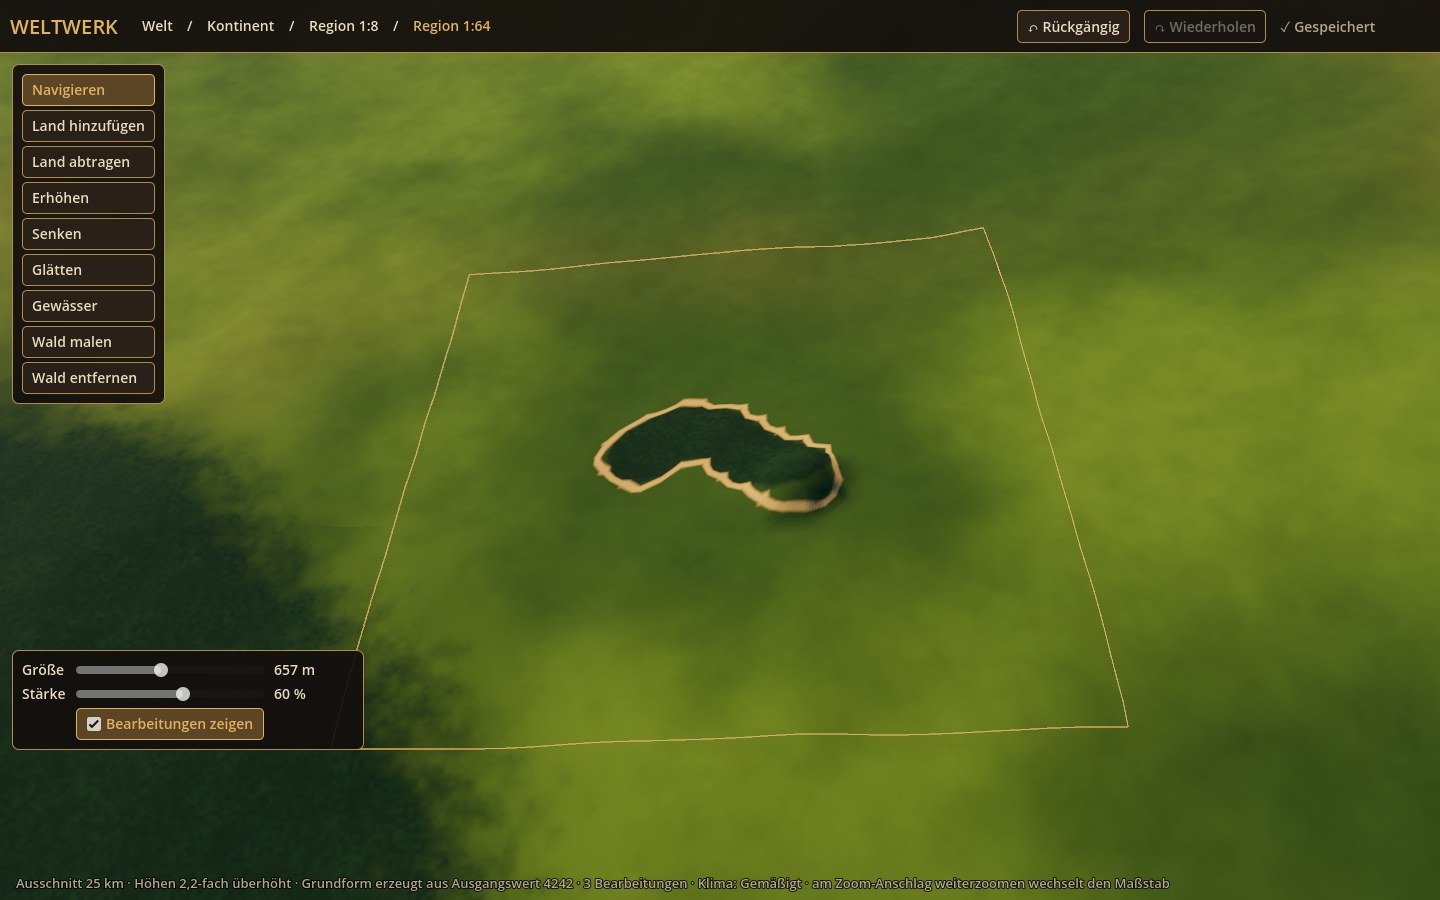 WELTWERK Welt / Kontinent / Region 1:8 / Region 1:64 Rückgängig Wiederholen ✓ Gespeichert
Navigieren
Land hinzufügen
Land abtragen
Erhöhen
Senken
Glätten
Gewässer
Wald malen
Wald entfernen
Größe 657 m
Stärke 60 %
Bearbeitungen zeigen
Ausschnitt 25 km · Höhen 2,2-fach überhöht · Grundform erzeugt aus Ausgangswert 4242 · 3 Bearbeitungen · Klima: Gemäßigt · am Zoom-Anschlag weiterzoomen wechselt den Maßstab